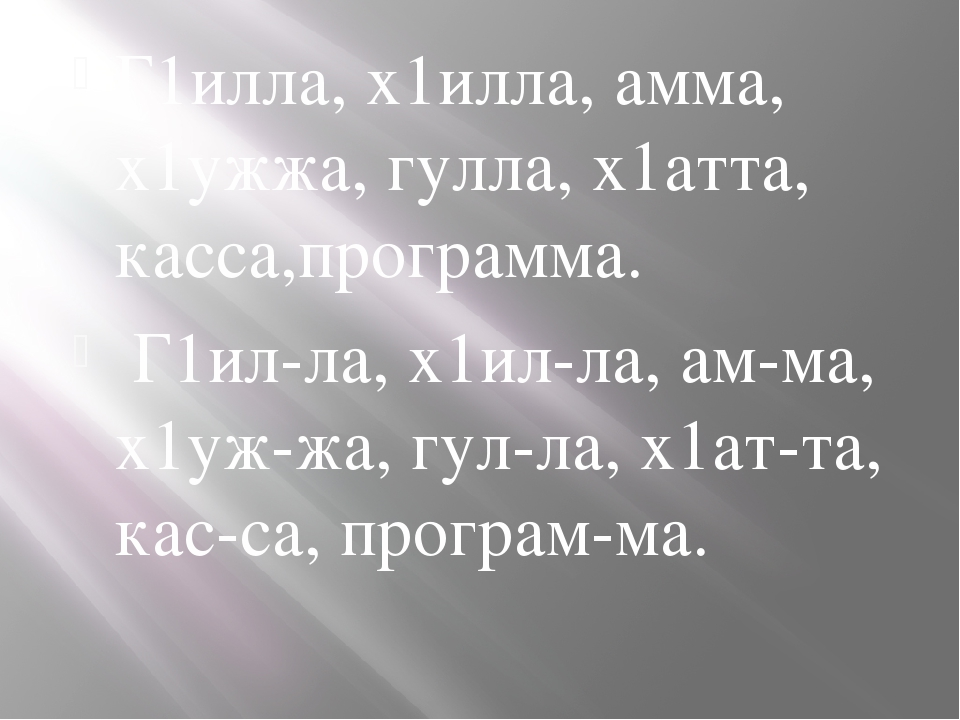 Г1илла, х1илла, амма,
х1ужжа, гулла, х1атта,
касса,программа.
Г1ил-ла, х1ил-ла, ам-ма,
х1уж-жа, гул-ла, х1ат-та,
кас-са, програм-ма.